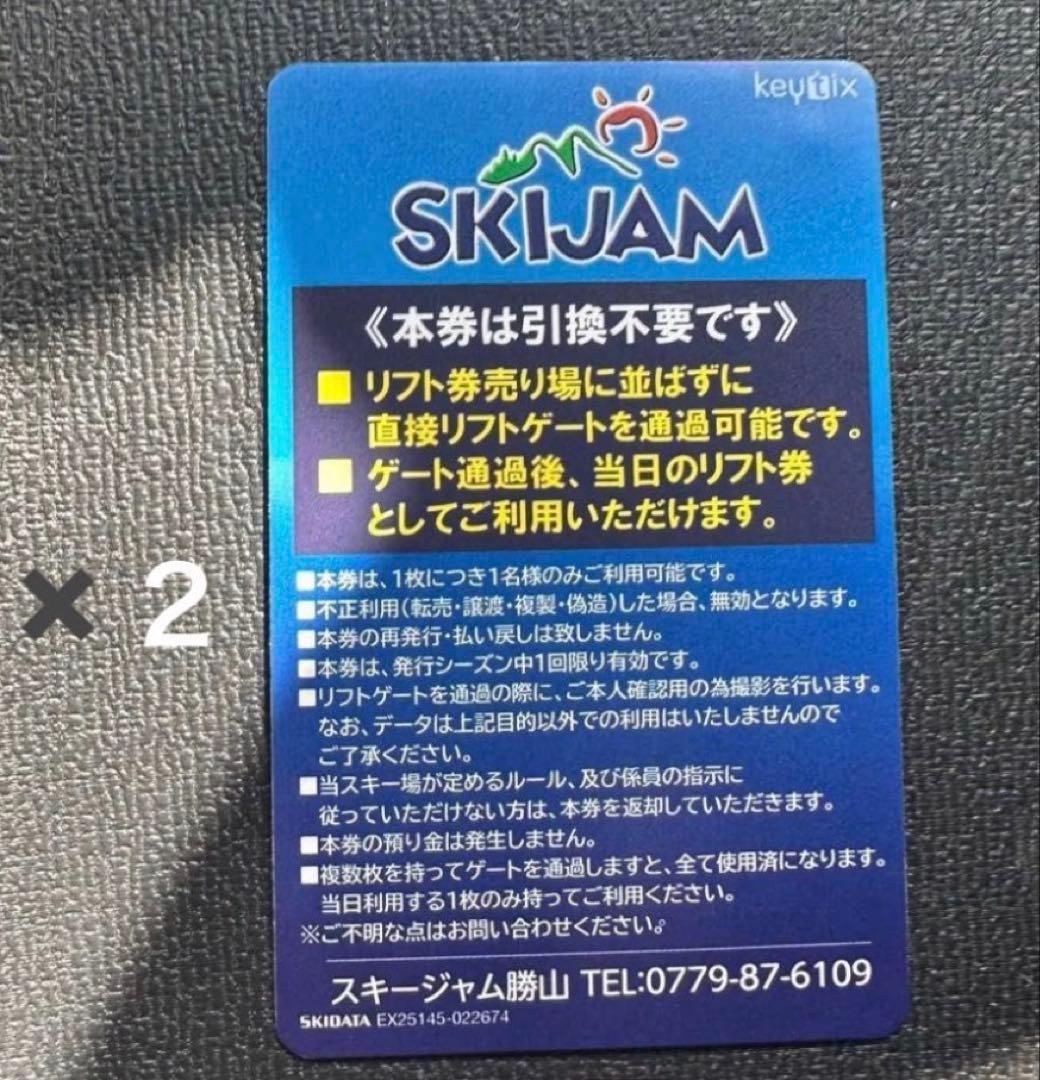 keytix
SKIJAM
《本券は引換不要です》
■ リフト券売り場に並ばずに
直接リフトゲートを通過可能です。
■ ゲート通過後、当日のリフト券
としてご利用いただけます。
■本券は、1枚につき1名様のみご利用可能です。
■不正利用(転売・譲渡・複製・偽造)した場合、無効となります。
■本券の再発行・払い戻しは致しません。
■本券は、発行シーズン中1回限り有効です。
■リフトゲートを通過の際に、ご本人確認用の為撮影を行います。
なお、データは上記目的以外での利用はいたしませんので
ご了承ください。
■当スキー場が定めるルール、及び係員の指示に
従っていただけない方は、本券を返却していただきます。
■本券の預り金は発生しません。
■複数枚を持ってゲートを通過しますと、全て使用済になります。
当日利用する1枚のみ持ってご利用ください。
※ご不明な点はお問い合わせください。
スキージャム勝山 TEL:0779-87-6109
SKIDATA EX25145-022674
✖ 2